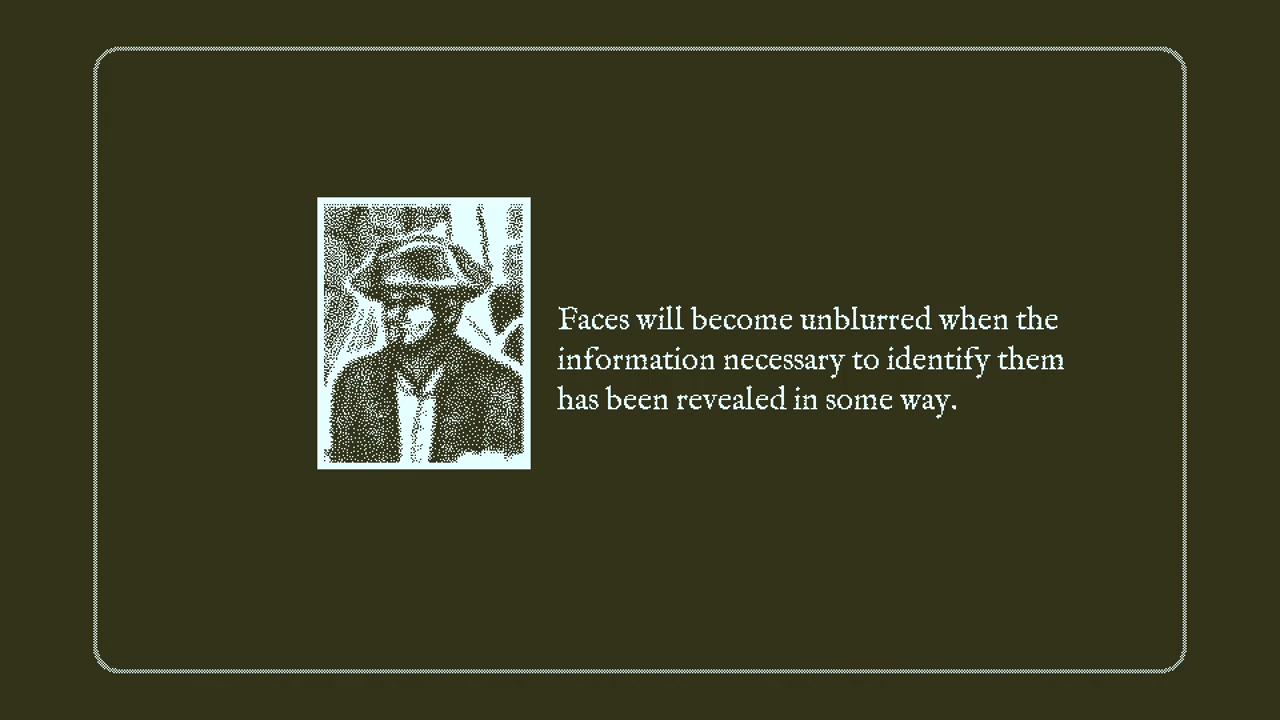 Faces will become unblurred when the
information necessary to identify them
has been revealed in some way.